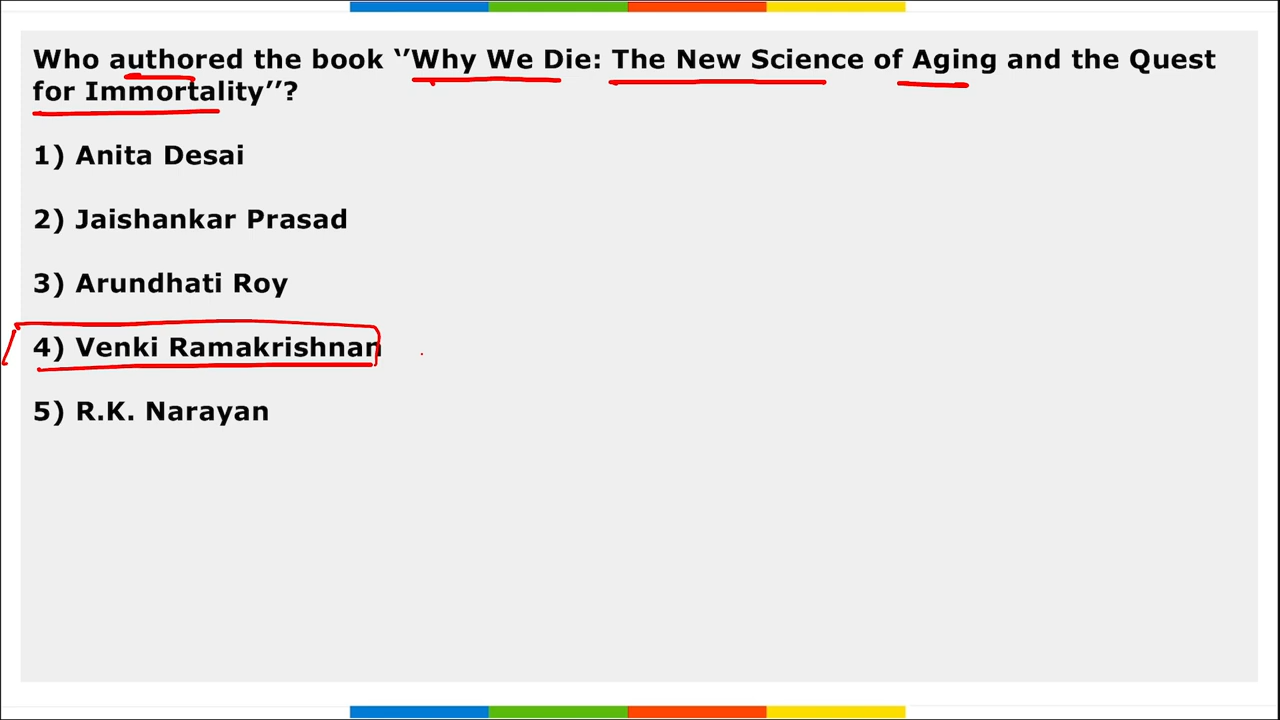 Who authored the book ‘’Why We Die: The New Science of Aging and the Quest
for Immortality’’?
1) Anita Desai
2) Jaishankar Prasad
3) Arundhati Roy
4) Venki Ramakrishnan
5) R.K. Narayan